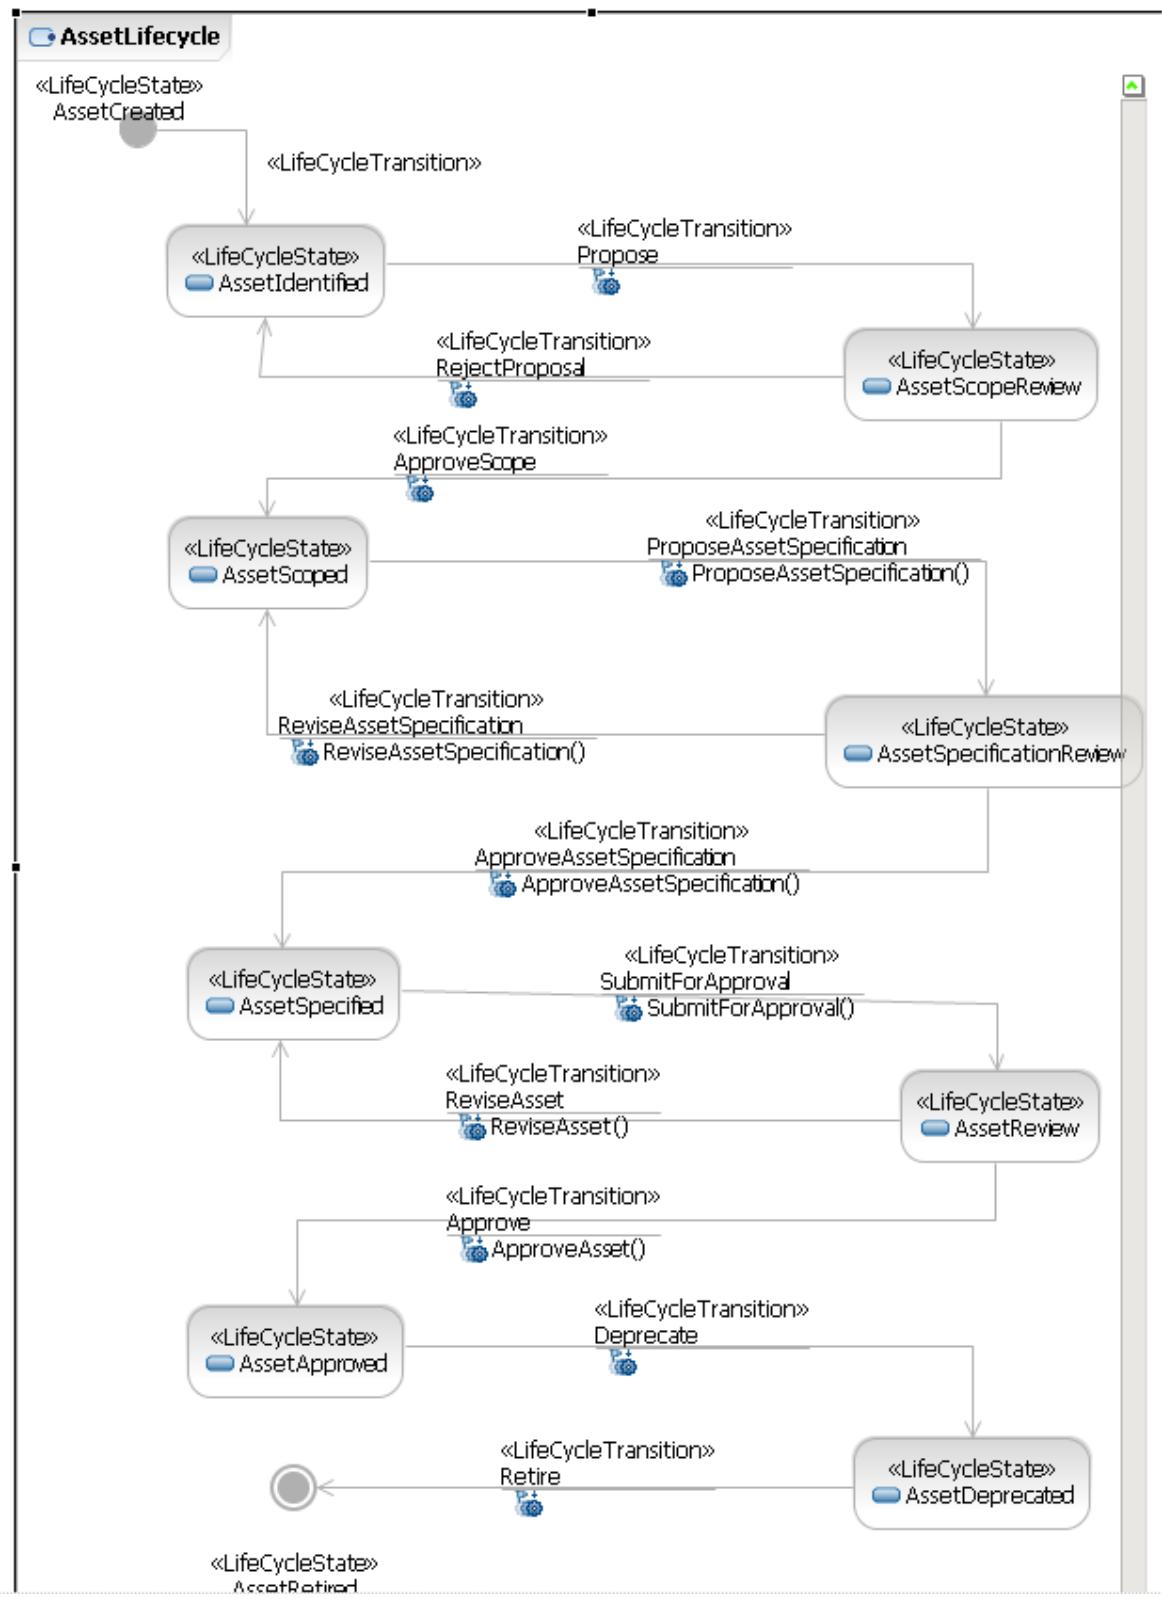 AssetLifecycle
«LifeCycleState»
AssetCreated
«LifeCycleTransition»
«LifeCycleTransition»
Propose
«LifeCycleState»
AssetIdentified
«LifeCycleTransition»
RejectProposal
«LifeCycleState»
AssetScopeReview
«LifeCycleTransition»
ApproveScope
«LifeCycleTransition»
ProposeAssetSpecification
ProposeAssetSpecification()
«LifeCycleState»
AssetScoped
«LifeCycleTransition»
ReviseAssetSpecification
ReviseAssetSpecification()
«LifeCycleState»
AssetSpecificationReview
«LifeCycleTransition»
ApproveAssetSpecification
ApproveAssetSpecification()
«LifeCycleTransition»
SubmitForApproval
SubmitForApproval()
«LifeCycleState»
AssetSpecified
«LifeCycleTransition»
ReviseAsset
ReviseAsset()
«LifeCycleState»
AssetReview
«LifeCycleTransition»
Approve
ApproveAsset()
«LifeCycleTransition»
Deprecate
«LifeCycleState»
AssetApproved
«LifeCycleTransition»
Retire
«LifeCycleState»
AssetDeprecated
«LifeCycleState»
AssetRetired